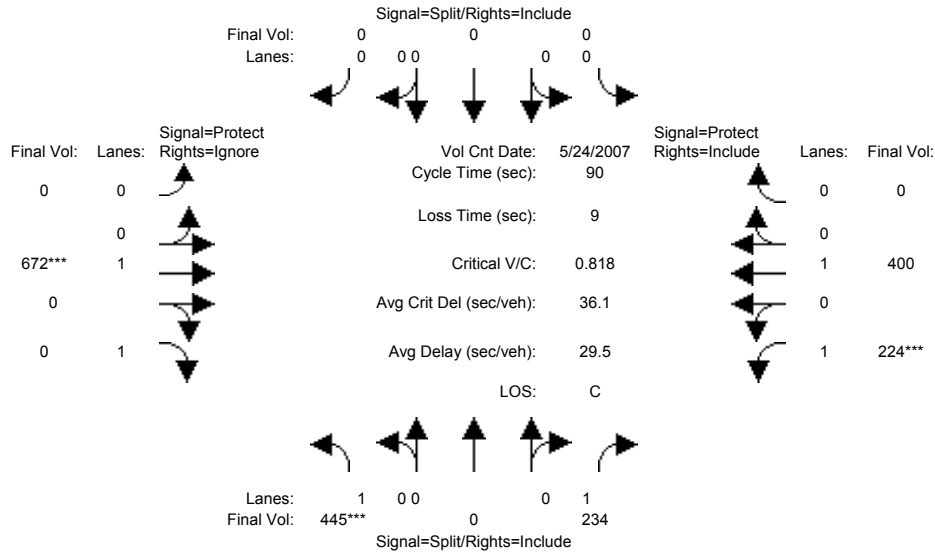 Signal=Split/Rights=Include
Final Vol: 0 0 0
Lanes: 0 0 0 0 0
Signal=Protect Signal=Protect
Final Vol: Lanes: Rights=Ignore Vol Cnt Date: 5/24/2007 Rights=Include Lanes: Final Vol:
Cycle Time (sec): 90
0 0 0 0
Loss Time (sec): 9
0 0
672*** 1 Critical V/C: 0.818 1 400
0 Avg Crit Del (sec/veh): 36.1 0
0 1 Avg Delay (sec/veh): 29.5 1 224***
LOS: C
Lanes: 1 0 0 0 1
Final Vol: 445*** 0 234
Signal=Split/Rights=Include